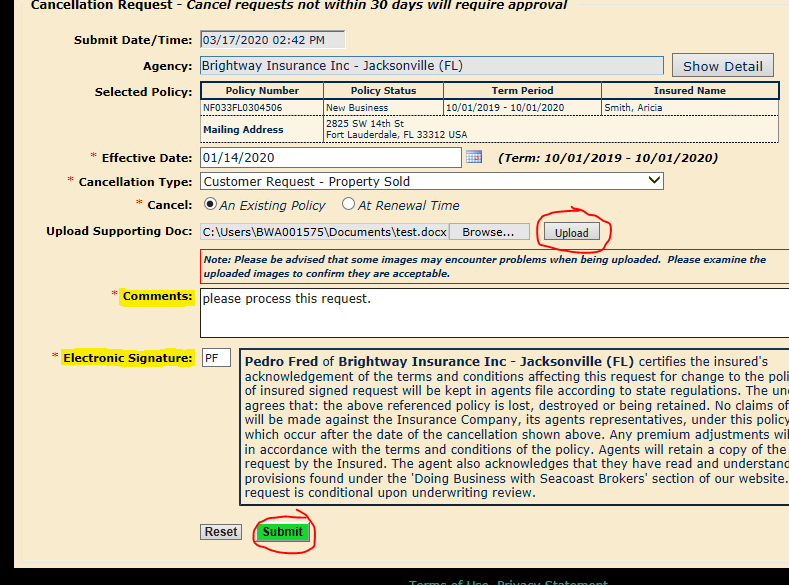 Cancellation Request - Cancel requests not within 30 days will require approval
Submit Date/Time: 03/17/2020 02:42 PM
Agency: Brightway Insurance Inc - Jacksonville (FL) Show Detail
Selected Policy: Policy Number Policy Status Term Period Insured Name
NF033FL0304506 New Business 10/01/2019 - 10/01/2020 Smith, Aricia
Mailing Address 2825 SW 14th St
Fort Lauderdale, FL 33312 USA
* Effective Date: 01/14/2020 (Term: 10/01/2019 - 10/01/2020)
* Cancellation Type: Customer Request - Property Sold
* Cancel: An Existing Policy At Renewal Time
Upload Supporting Doc: C:\Users\BWA001575\Documents\test.docx Browse... Upload
Note: Please be advised that some images may encounter problems when being uploaded. Please examine the
uploaded images to confirm they are acceptable.
* Comments: please process this request.
* Electronic Signature: PF
Pedro Fred of Brightway Insurance Inc - Jacksonville (FL) certifies the insured's
acknowledgement of the terms and conditions affecting this request for change to the poli
of insured signed request will be kept in agents file according to state regulations. The un
agrees that: the above referenced policy is lost, destroyed or being retained. No claims of
will be made against the Insurance Company, its agents representatives, under this policy
which occur after the date of the cancellation shown above. Any premium adjustments wil
in accordance with the terms and conditions of the policy. Agents will retain a copy of the
request by the Insured. The agent also acknowledges that they have read and understand
provisions found under the 'Doing Business with Seacoast Brokers' section of our website.
request is conditional upon underwriting review.
Reset Submit
Terms of Use Privacy Statement